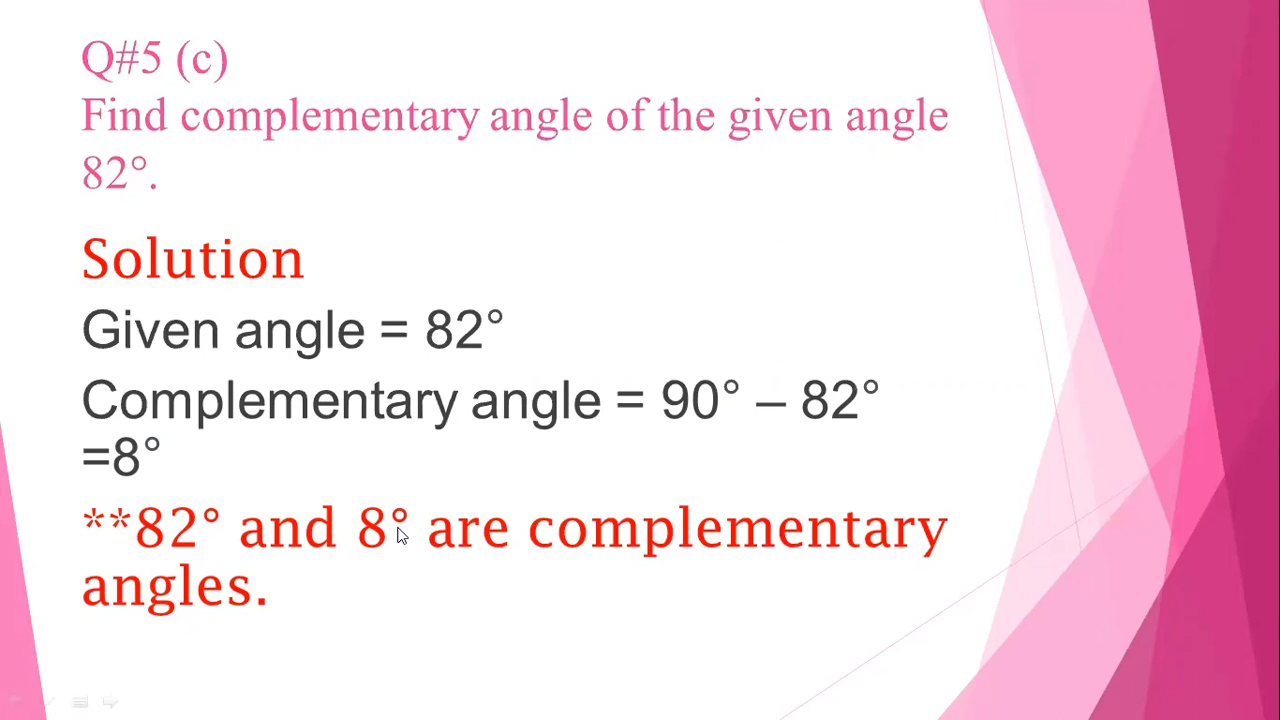 Q#5 (c)
Find complementary angle of the given angle
82°.
Solution
Given angle = 82°
Complementary angle = 90° – 82°
=8°
**82° and 8° are complementary
angles.